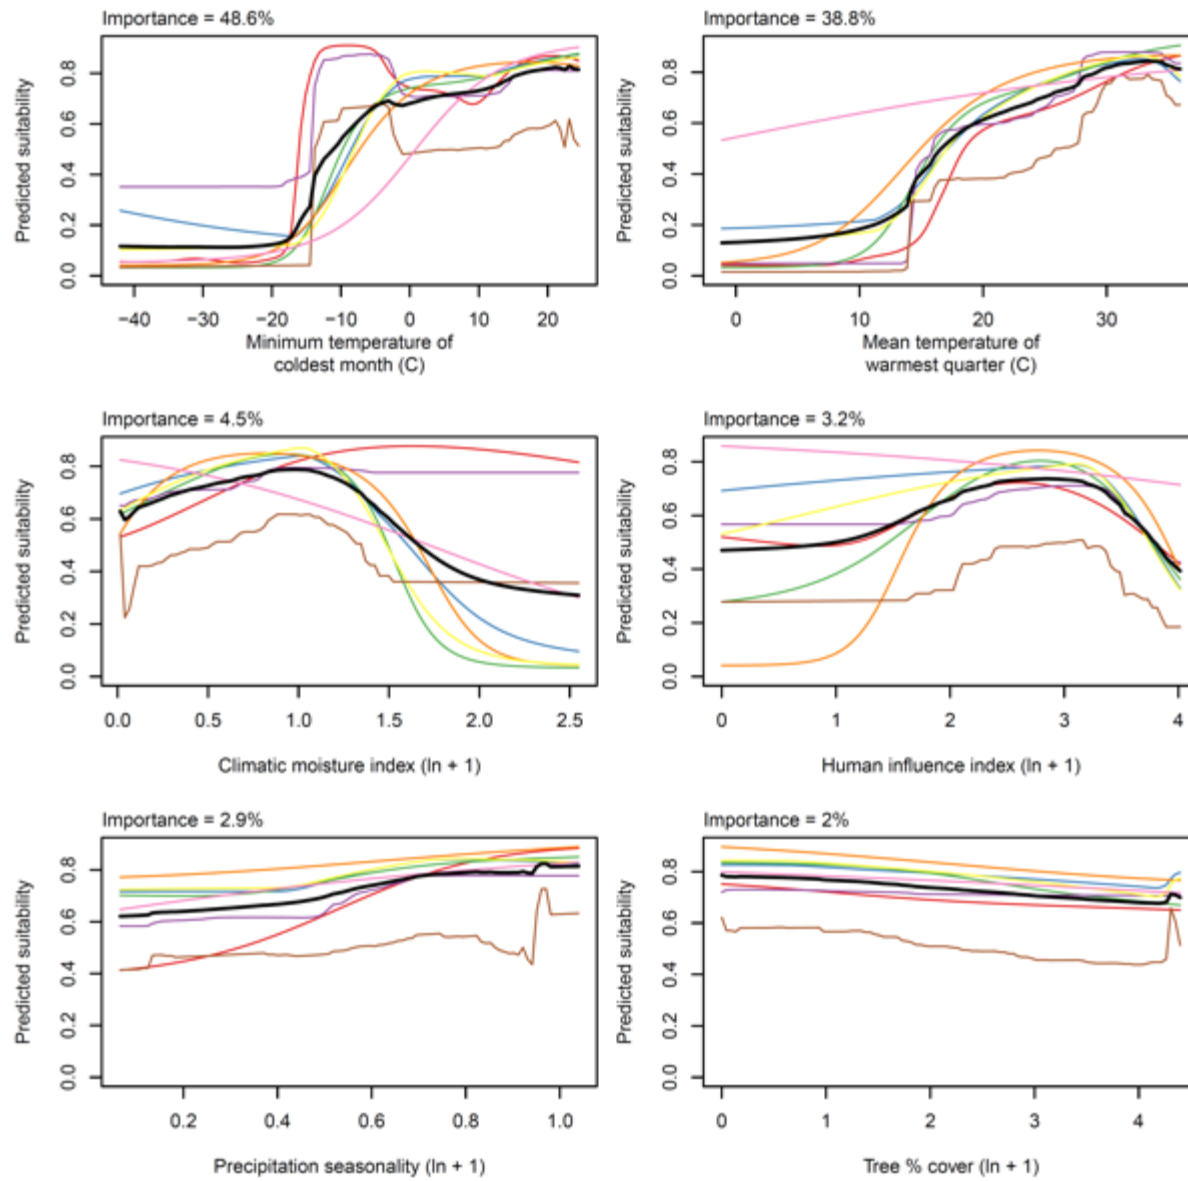 Importance = 48.6%
Predicted suitability
0.0 0.2 0.4 0.6 0.8
−40 −30 −20 −10 0 10 20
Minimum temperature of
coldest month (C)
Importance = 38.8%
Predicted suitability
0.0 0.2 0.4 0.6 0.8
0 10 20 30
Mean temperature of
warmest quarter (C)
Importance = 4.5%
Predicted suitability
0.0 0.2 0.4 0.6 0.8
0.0 0.5 1.0 1.5 2.0 2.5
Climatic moisture index (ln + 1)
Importance = 3.2%
Predicted suitability
0.0 0.2 0.4 0.6 0.8
0 1 2 3 4
Human influence index (ln + 1)
Importance = 2.9%
Predicted suitability
0.0 0.2 0.4 0.6 0.8
0.2 0.4 0.6 0.8 1.0
Precipitation seasonality (ln + 1)
Importance = 2%
Predicted suitability
0.0 0.2 0.4 0.6 0.8
0 1 2 3 4
Tree % cover (ln + 1)